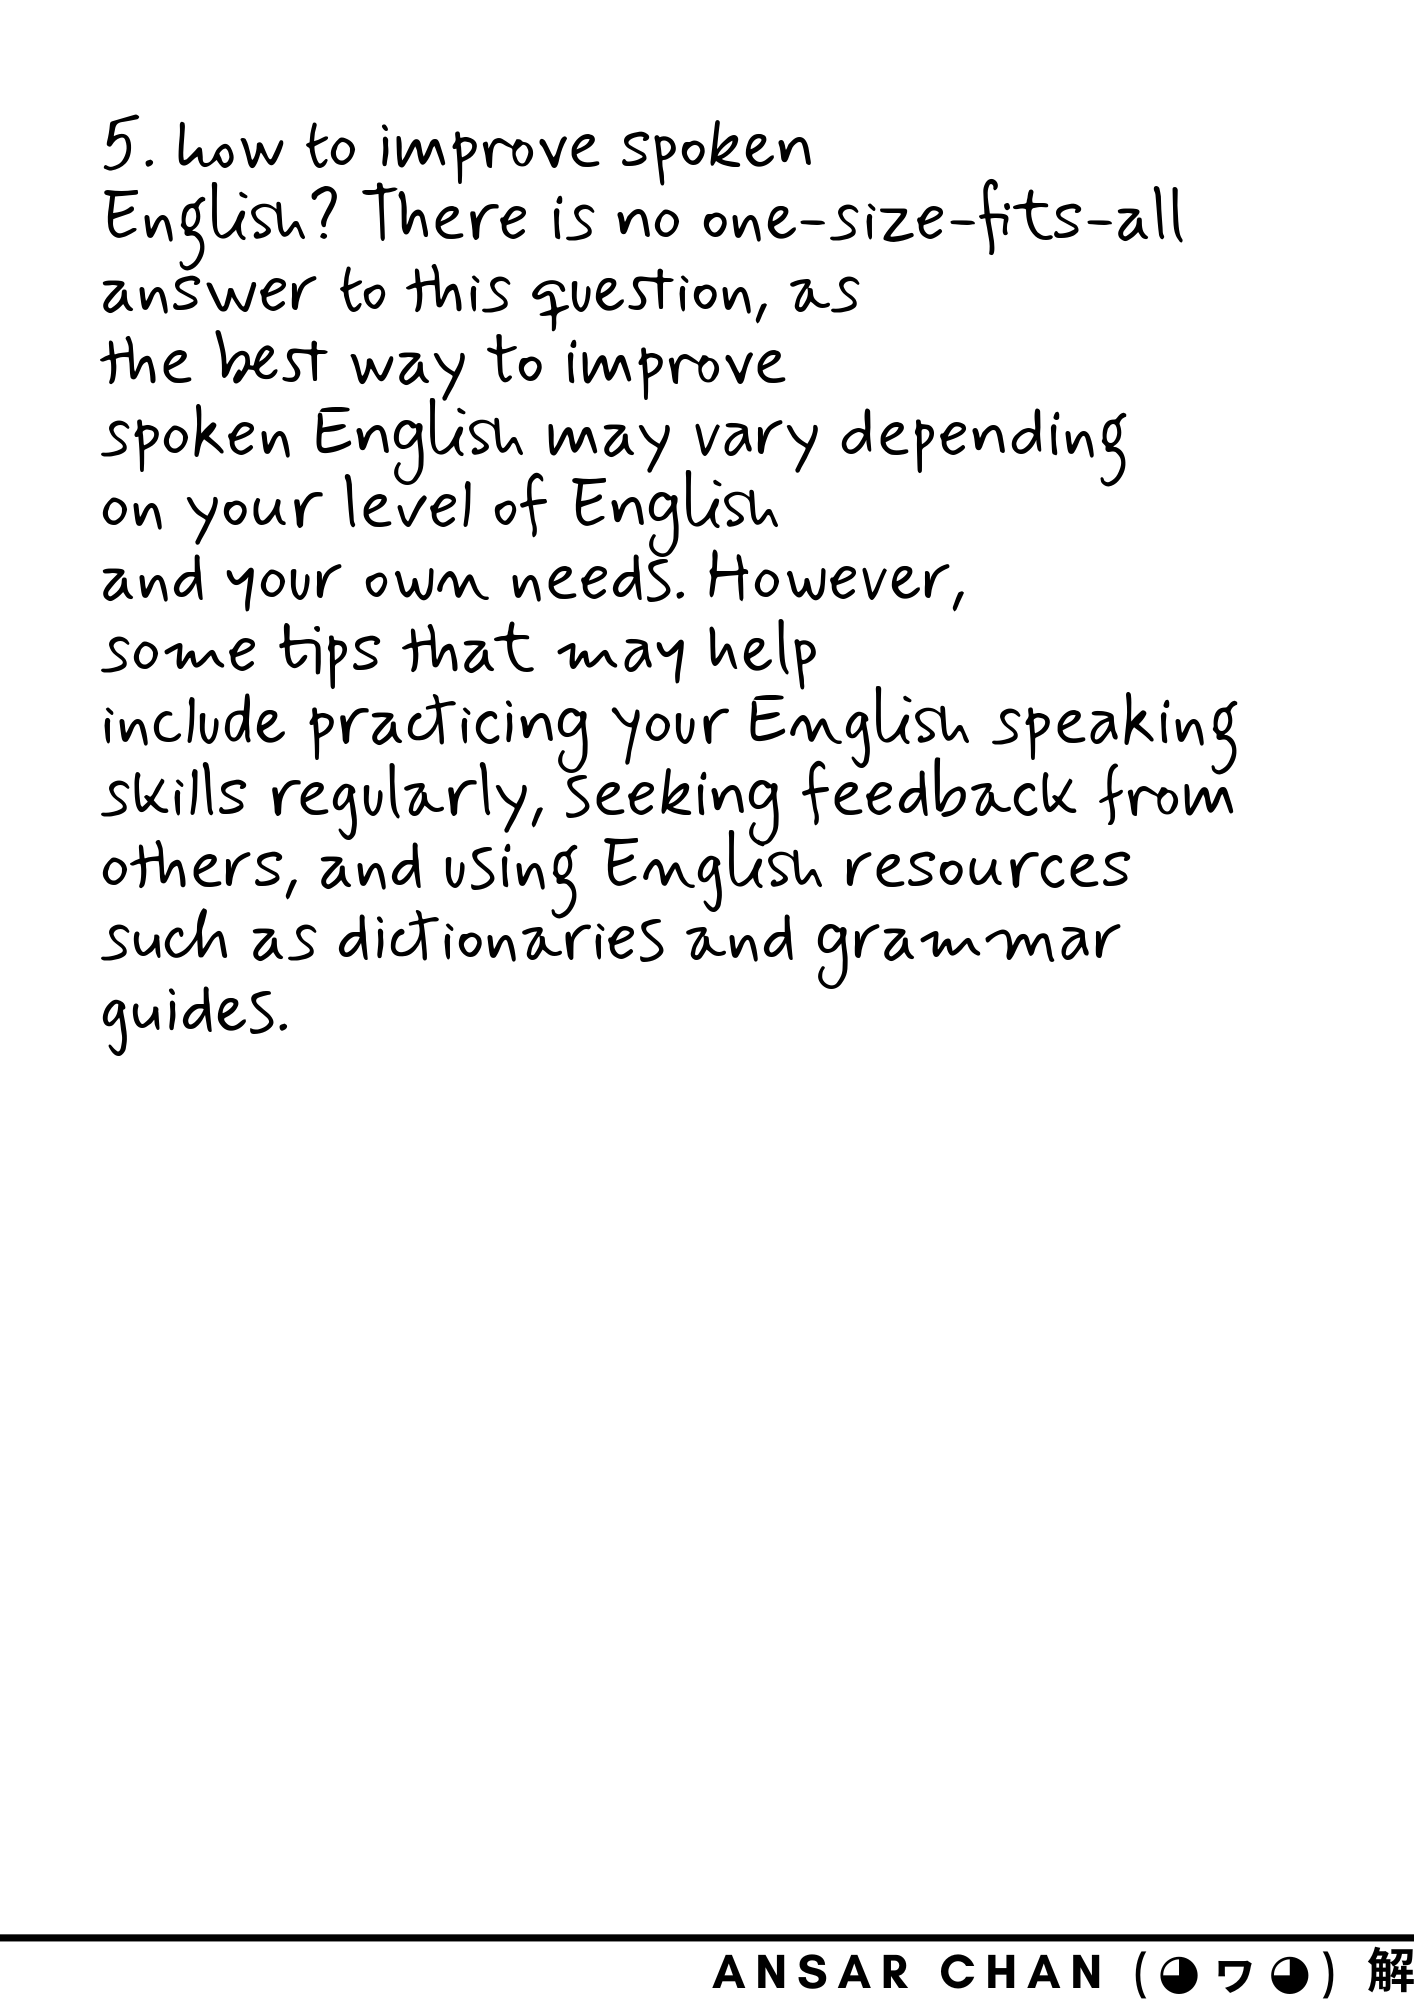 5. how to improve spoken
English? There is no one-size-fits-all
answer to this question, as
the best way to improve
spoken English may vary depending
on your level of English
and your own needs. However,
some tips that may help
include practicing your English speaking
skills regularly, seeking feedback from
others, and using English resources
such as dictionaries and grammar
guides.
ANSAR CHAN (◕ヮ◕) 解